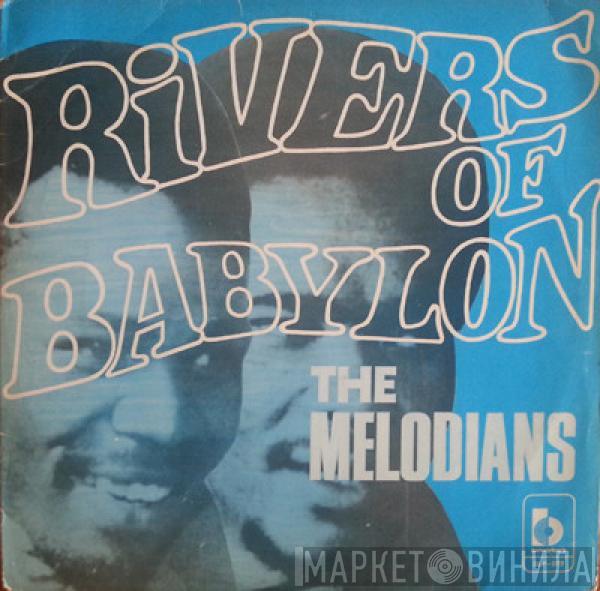 RiVERS
OF
BABYLON
THE
MELODIANS
b
МАРКЕТ ВИНИЛА